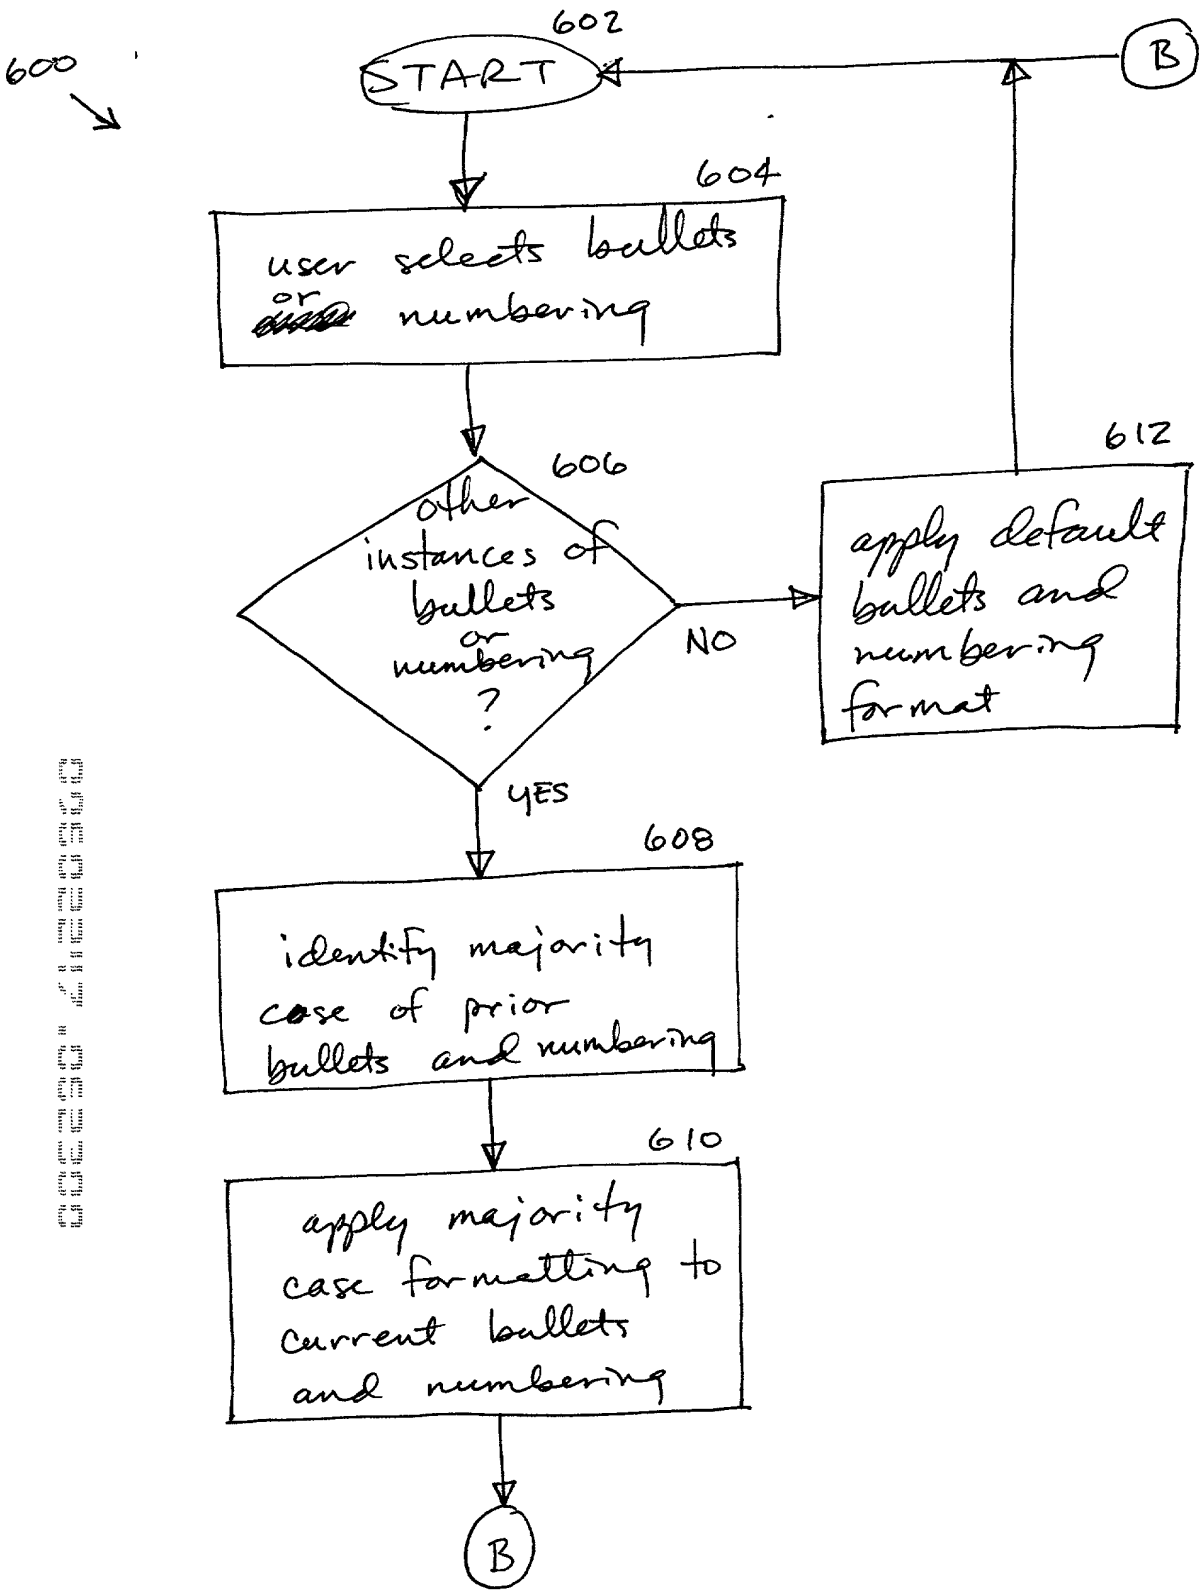 602
600
START
B
604
user selects bullets
or
numbering
606
other
instances of
bullets
or
numbering
?
NO
YES
612
apply default
bullets and
numbering
format
608
identify majority
case of prior
bullets and numbering
610
apply majority
case formatting to
current bullets
and numbering
B